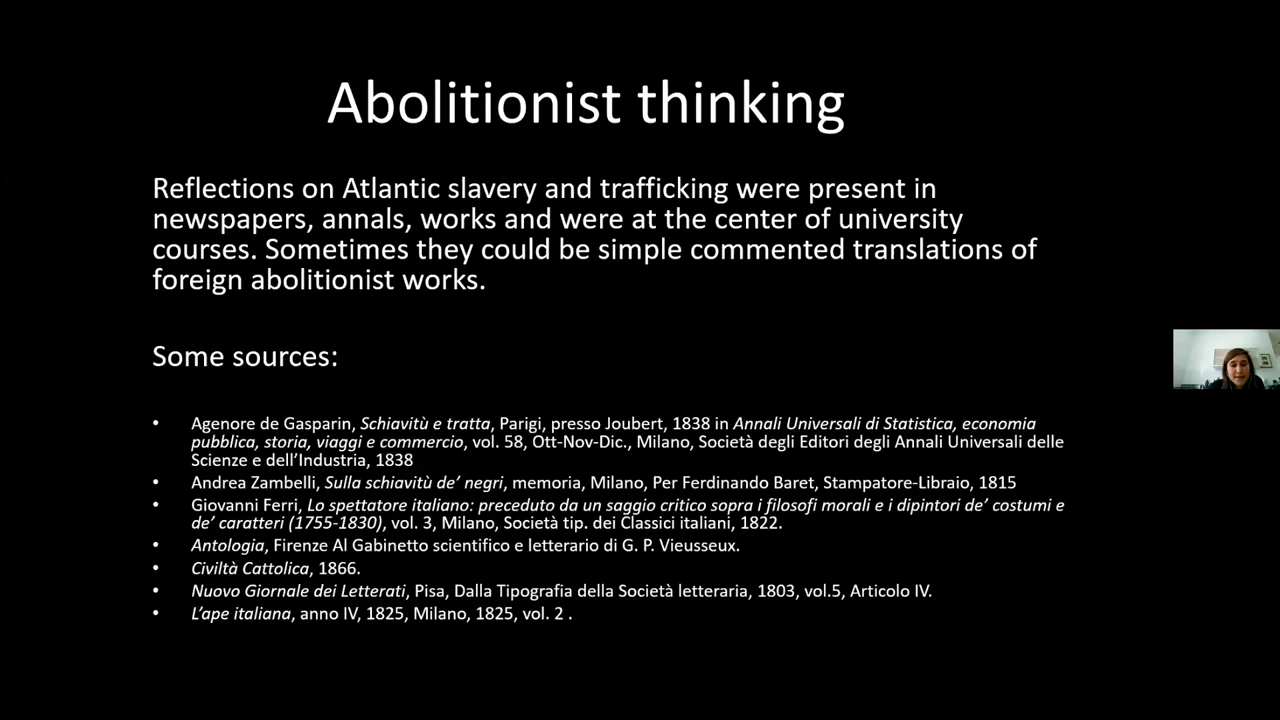 Abolitionist thinking
Reflections on Atlantic slavery and trafficking were present in
newspapers, annals, works and were at the center of university
courses. Sometimes they could be simple commented translations of
foreign abolitionist works.
Some sources:
• Agenore de Gasparin, Schiavitù e tratta, Parigi, presso Joubert, 1838 in Annali Universali di Statistica, economia
pubblica, storia, viaggi e commercio, vol. 58, Ott-Nov-Dic., Milano, Società degli Editori degli Annali Universali delle
Scienze e dell’Industria, 1838
• Andrea Zambelli, Sulla schiavitù de’ negri, memoria, Milano, Per Ferdinando Baret, Stampatore-Libraio, 1815
• Giovanni Ferri, Lo spettatore italiano: preceduto da un saggio critico sopra i filosofi morali e i dipintori de’ costumi e
de’ caratteri (1755-1830), vol. 3, Milano, Società tip. dei Classici italiani, 1822.
• Antologia, Firenze Al Gabinetto scientifico e letterario di G. P. Vieusseux.
• Civiltà Cattolica, 1866.
• Nuovo Giornale dei Letterati, Pisa, Dalla Tipografia della Società letteraria, 1803, vol.5, Articolo IV.
• L’ape italiana, anno IV, 1825, Milano, 1825, vol. 2 .